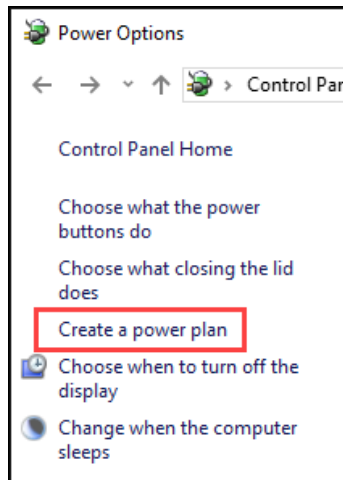 Power Options
Control Par
Control Panel Home
Choose what the power
buttons do
Choose what closing the lid
does
Create a power plan
Choose when to turn off the
display
Change when the computer
sleeps